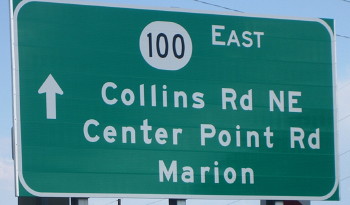 100 EAST
Collins Rd NE
Center Point Rd
Marion